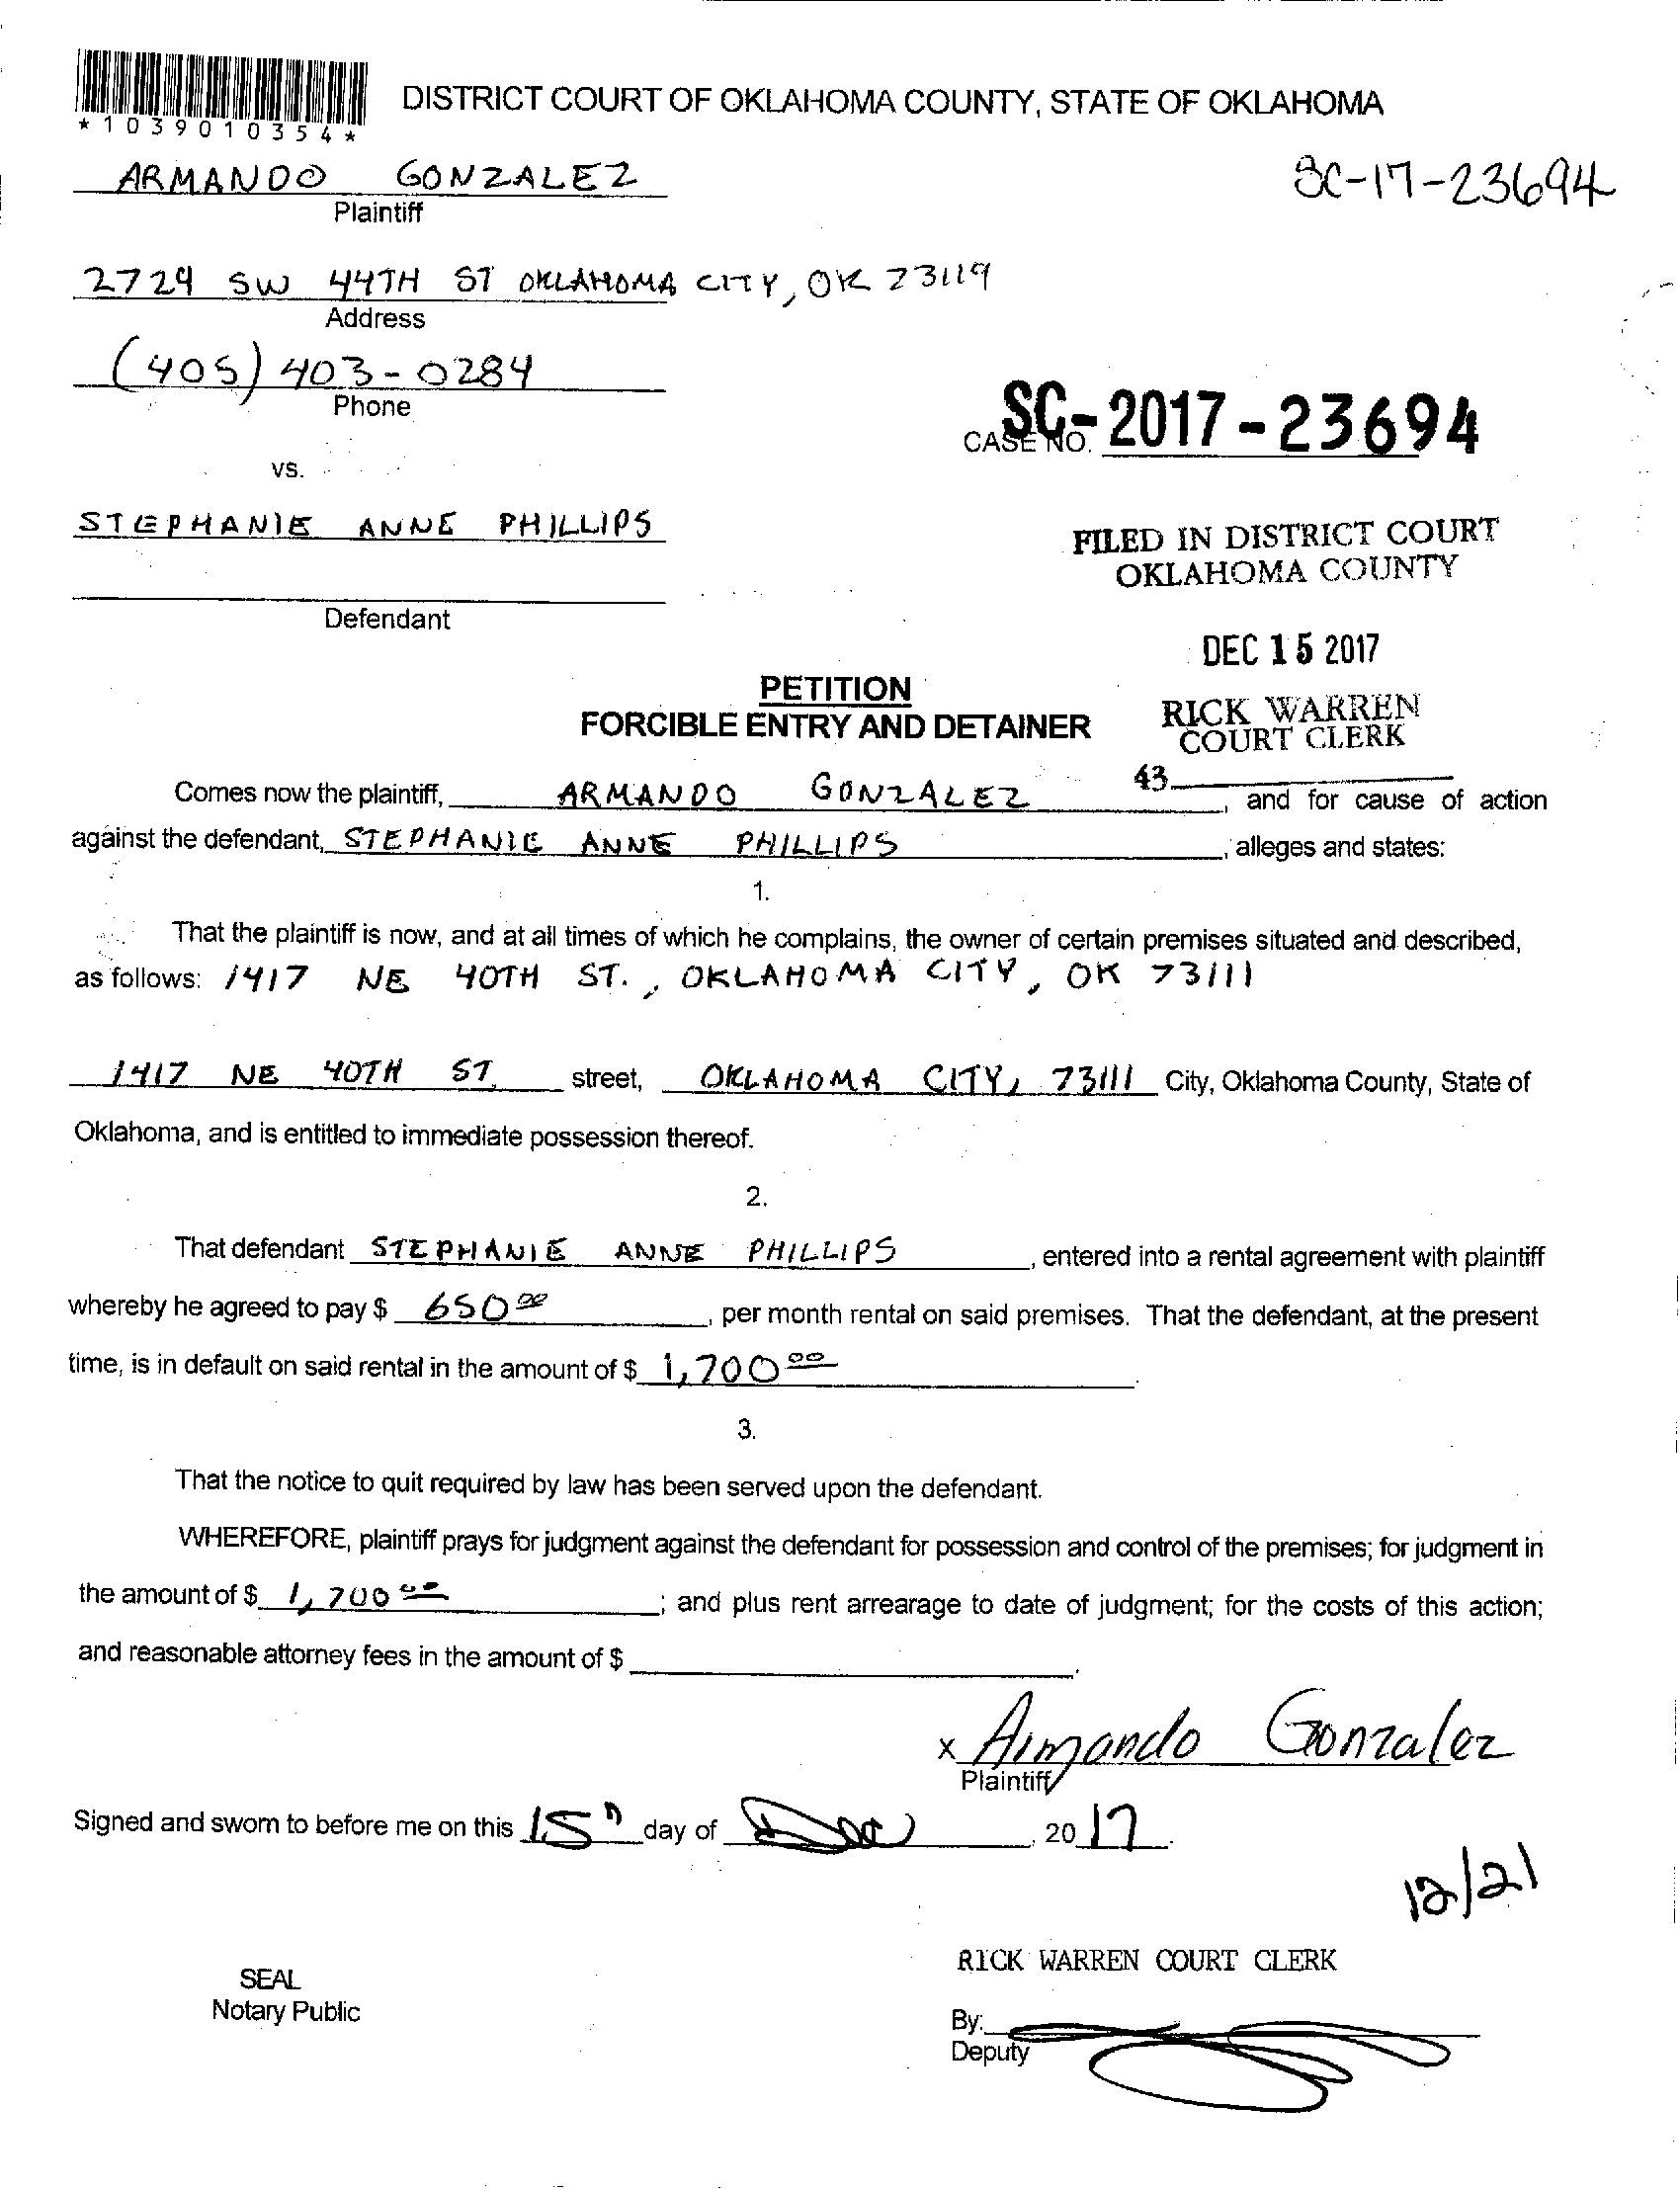 *1039010354*
DISTRICT COURT OF OKLAHOMA COUNTY, STATE OF OKLAHOMA
ARMANDO GONZALEZ
SC-17-23694
Plaintiff
2729 SW 44TH ST OKLAHOMA CITY, OK 73119
Address
(405) 403-0284
Phone
CASE NO. SC-2017-23694
vs.
STEPHANIE ANNE PHILLIPS
FILED IN DISTRICT COURT
OKLAHOMA COUNTY
Defendant
DEC 15 2017
PETITION
FORCIBLE ENTRY AND DETAINER
RICK WARREN
COURT CLERK
43
Comes now the plaintiff, ARMANDO GONZALEZ, and for cause of action
against the defendant, STEPHANIE ANNE PHILLIPS, alleges and states:
1.
That the plaintiff is now, and at all times of which he complains, the owner of certain premises situated and described,
as follows: 1417 NE 40TH ST., OKLAHOMA CITY, OK 73111
1417 NE 40TH ST. street, OKLAHOMA CITY, 73111 City, Oklahoma County, State of
Oklahoma, and is entitled to immediate possession thereof.
2.
That defendant STEPHANIE ANNE PHILLIPS, entered into a rental agreement with plaintiff
whereby he agreed to pay $ 650 00, per month rental on said premises. That the defendant, at the present
time, is in default on said rental in the amount of $ 1,700 00.
3.
That the notice to quit required by law has been served upon the defendant.
WHEREFORE, plaintiff prays for judgment against the defendant for possession and control of the premises; for judgment in
the amount of $ 1,700 00; and plus rent arrearage to date of judgment; for the costs of this action;
and reasonable attorney fees in the amount of $
x Armando Gonzalez
Plaintiff
Signed and sworn to before me on this 15th day of Dec, 2017.
12/21
RICK WARREN COURT CLERK
SEAL
Notary Public
By:
Deputy